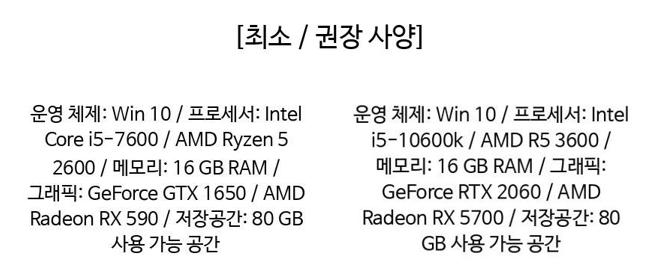 [최소 / 권장 사양]
운영 체제: Win 10 / 프로세서: Intel
Core i5-7600 / AMD Ryzen 5
2600 / 메모리: 16 GB RAM /
그래픽: GeForce GTX 1650 / AMD
Radeon RX 590 / 저장공간: 80 GB
사용 가능 공간
운영 체제: Win 10 / 프로세서: Intel
i5-10600k / AMD R5 3600 /
메모리: 16 GB RAM / 그래픽:
GeForce RTX 2060 / AMD
Radeon RX 5700 / 저장공간: 80
GB 사용 가능 공간